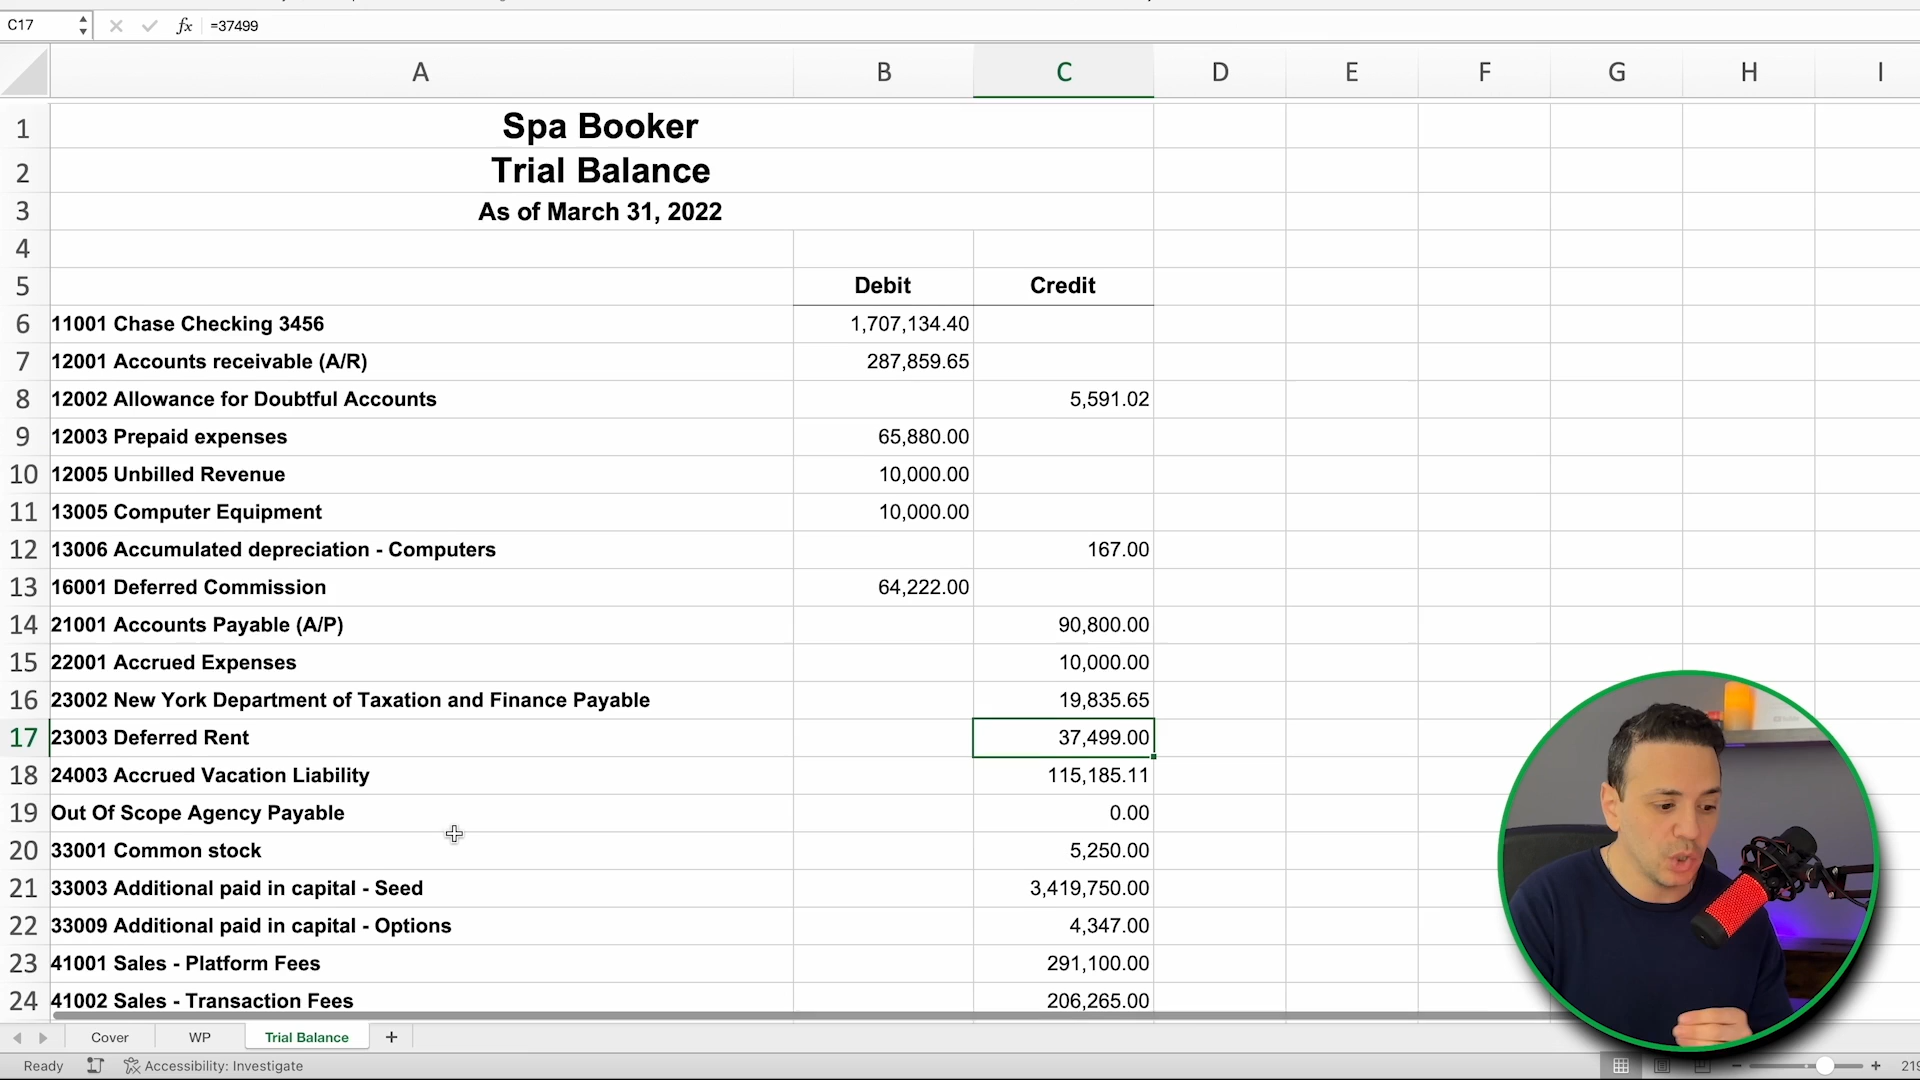 C17 fx =37499
A B C D E F G H I
1 Spa Booker
2 Trial Balance
3 As of March 31, 2022
4
5 Debit Credit
6 11001 Chase Checking 3456 1,707,134.40
7 12001 Accounts receivable (A/R) 287,859.65
8 12002 Allowance for Doubtful Accounts 5,591.02
9 12003 Prepaid expenses 65,880.00
10 12005 Unbilled Revenue 10,000.00
11 13005 Computer Equipment 10,000.00
12 13006 Accumulated depreciation - Computers 167.00
13 16001 Deferred Commission 64,222.00
14 21001 Accounts Payable (A/P) 90,800.00
15 22001 Accrued Expenses 10,000.00
16 23002 New York Department of Taxation and Finance Payable 19,835.65
17 23003 Deferred Rent 37,499.00
18 24003 Accrued Vacation Liability 115,185.11
19 Out Of Scope Agency Payable 0.00
20 33001 Common stock 5,250.00
21 33003 Additional paid in capital - Seed 3,419,750.00
22 33009 Additional paid in capital - Options 4,347.00
23 41001 Sales - Platform Fees 291,100.00
24 41002 Sales - Transaction Fees 206,265.00
Cover WP Trial Balance +
Ready Accessibility: Investigate